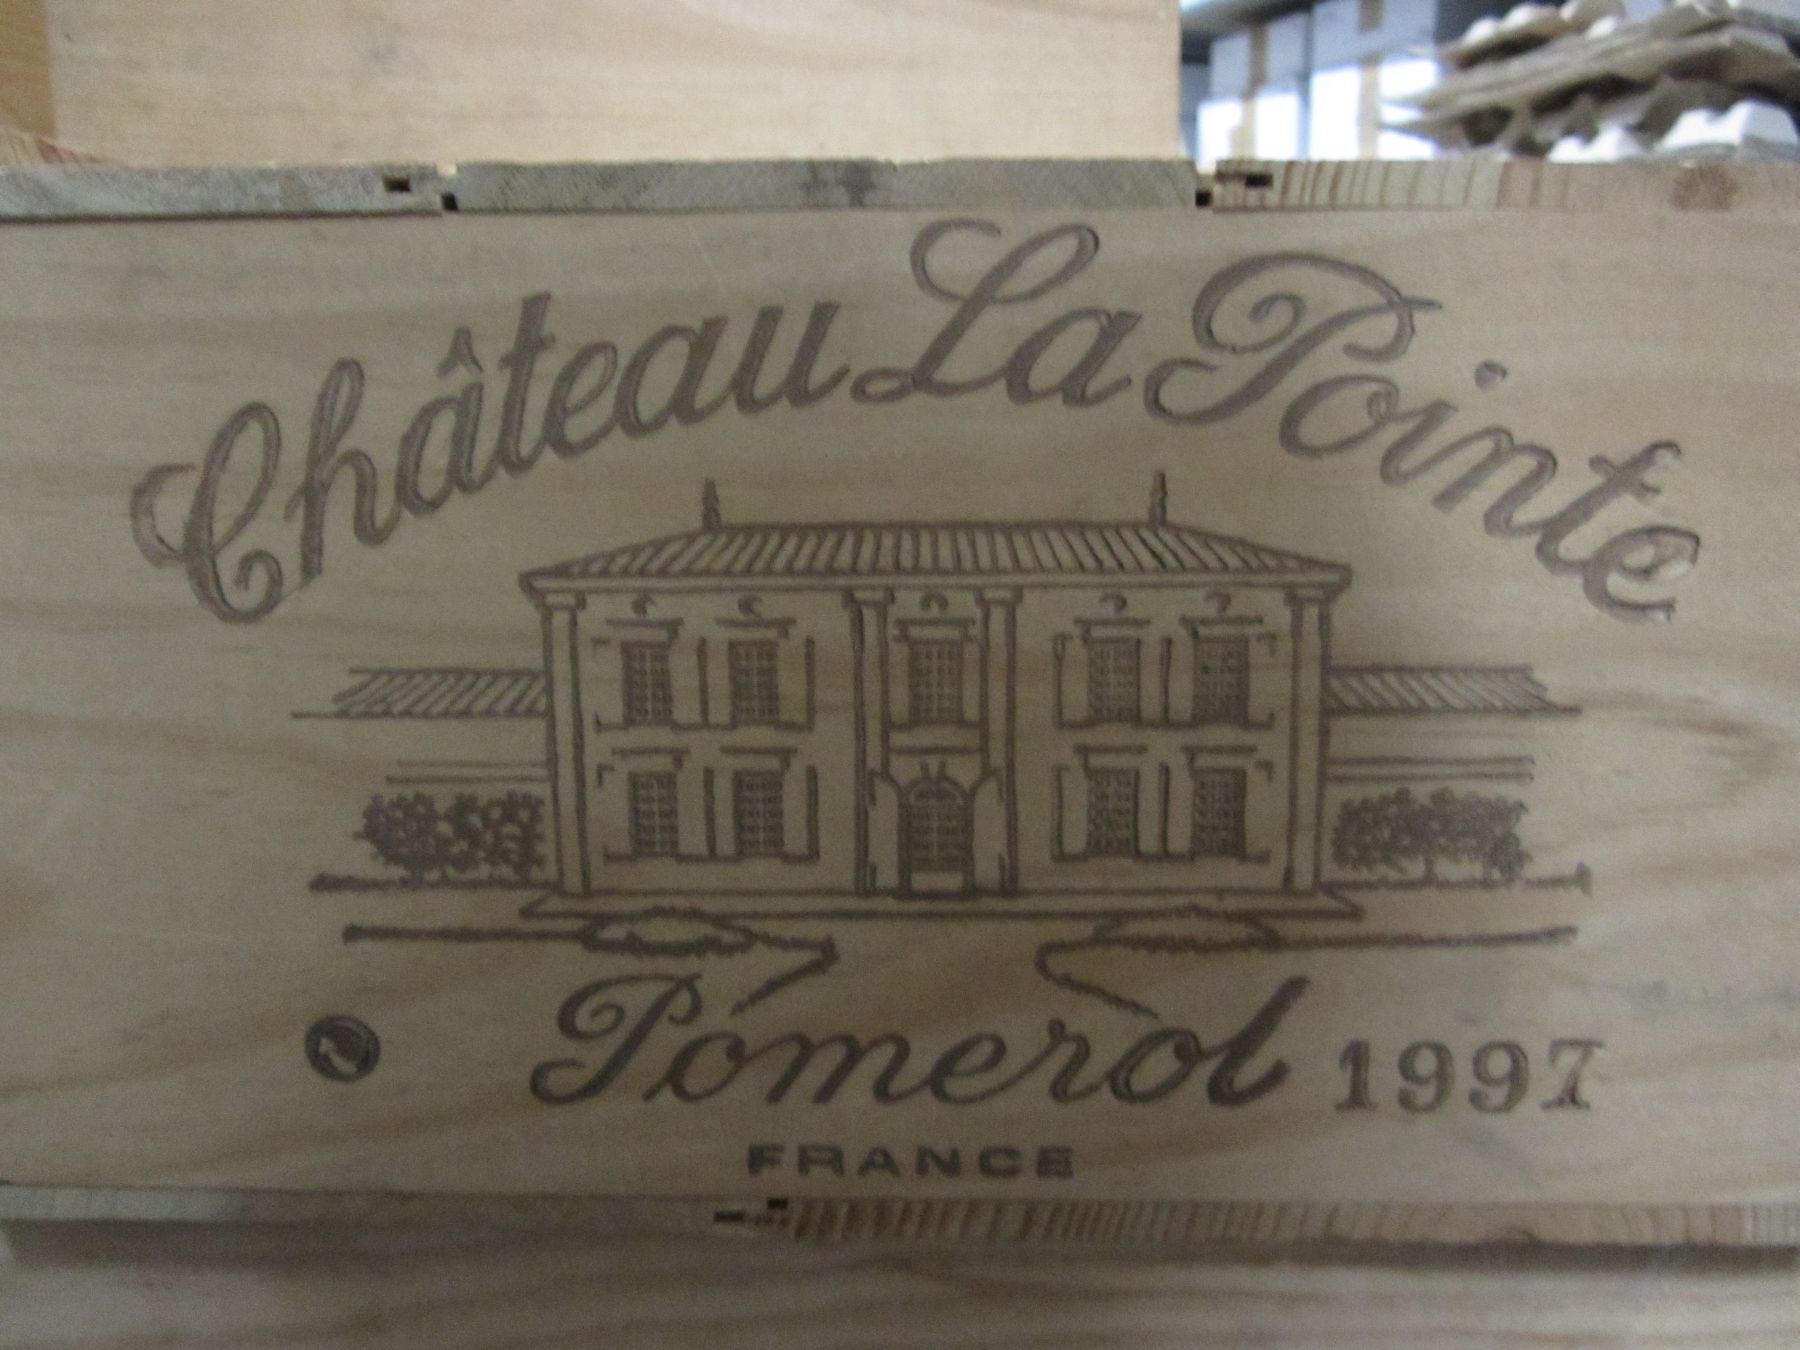 Château La Pointe
Pomerol 1997
FRANCE